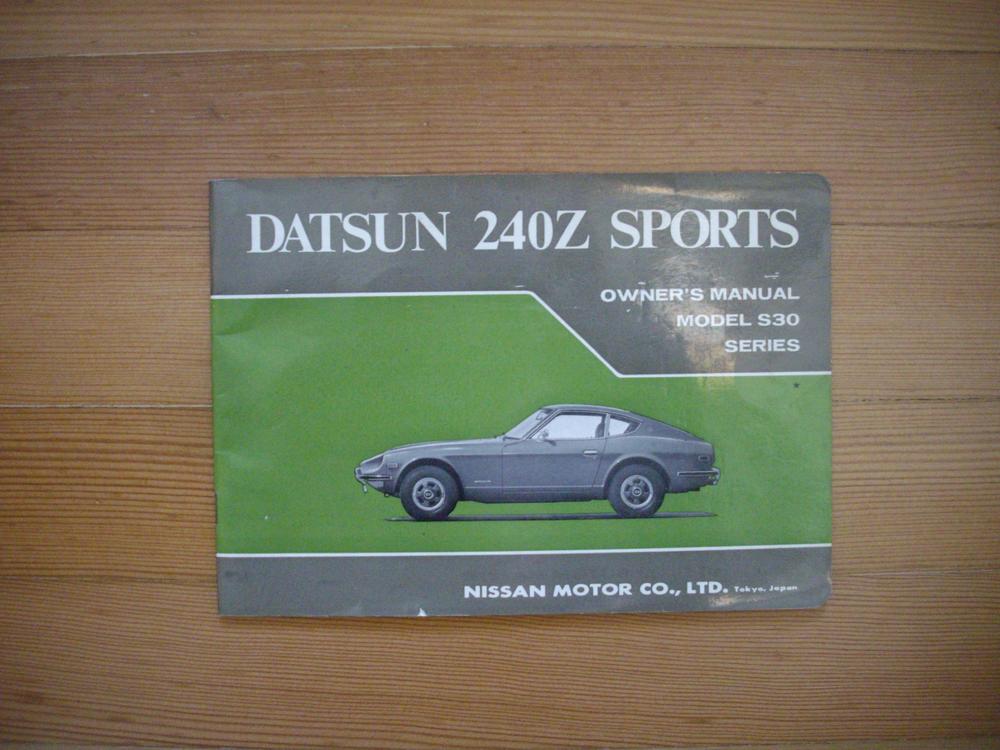 DATSUN 240Z SPORTS
OWNER'S MANUAL
MODEL S30
SERIES
NISSAN MOTOR CO., LTD. Tokyo, Japan